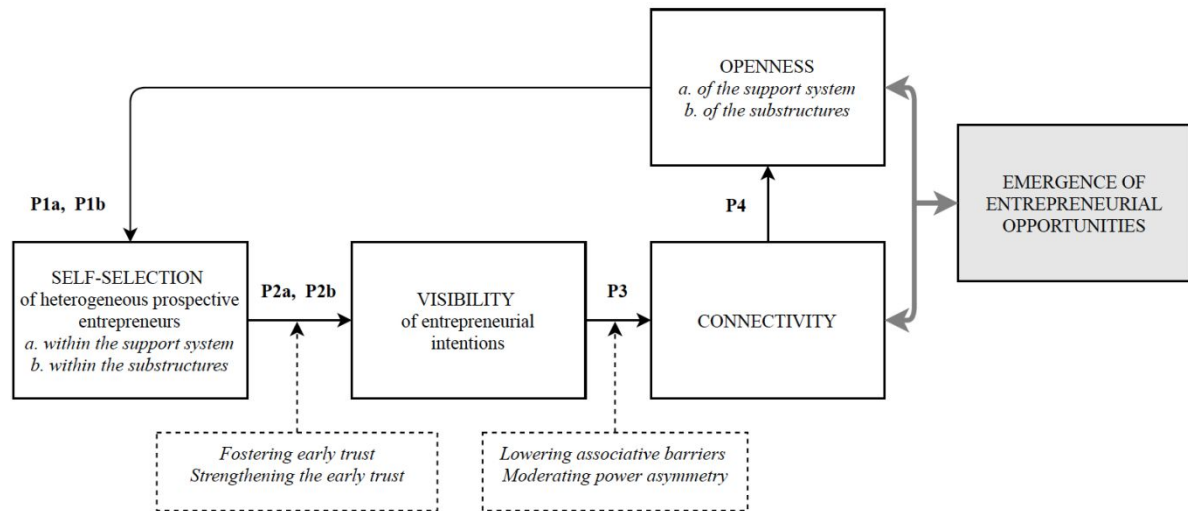 OPENNESS
a. of the support system
b. of the substructures
EMERGENCE OF
ENTREPRENEURIAL
OPPORTUNITIES
P1a, P1b
P4
SELF-SELECTION
of heterogeneous prospective
entrepreneurs
a. within the support system
b. within the substructures
P2a, P2b
VISIBILITY
of entrepreneurial
intentions
P3
CONNECTIVITY
Fostering early trust
Strengthening the early trust
Lowering associative barriers
Moderating power asymmetry